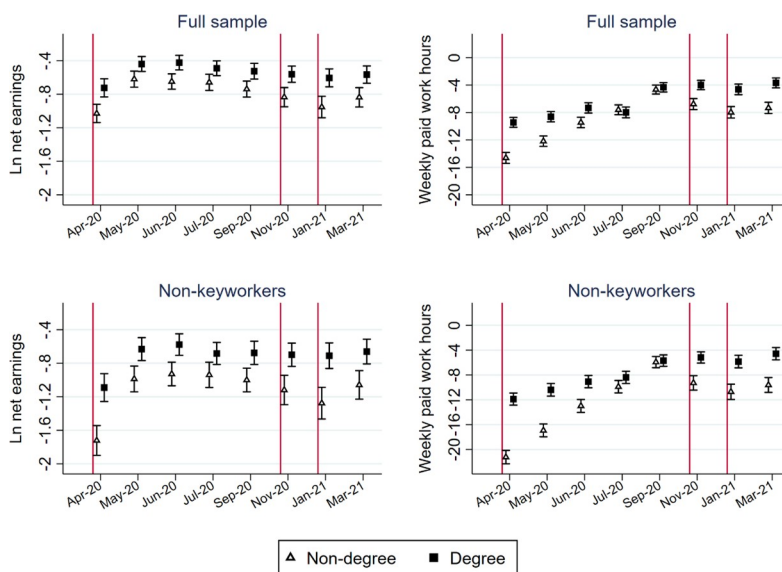 Full sample
Ln net earnings
-.4
-.8
-1.2
-1.6
-2
Apr-20 May-20 Jun-20 Jul-20 Sep-20 Nov-20 Jan-21 Mar-21
Full sample
Weekly paid work hours
0
-4
-8
-12
-16
-20
Apr-20 May-20 Jun-20 Jul-20 Sep-20 Nov-20 Jan-21 Mar-21
Non-keyworkers
Ln net earnings
-.4
-.8
-1.2
-1.6
-2
Apr-20 May-20 Jun-20 Jul-20 Sep-20 Nov-20 Jan-21 Mar-21
Non-keyworkers
Weekly paid work hours
0
-4
-8
-12
-16
-20
Apr-20 May-20 Jun-20 Jul-20 Sep-20 Nov-20 Jan-21 Mar-21
Non-degree Degree